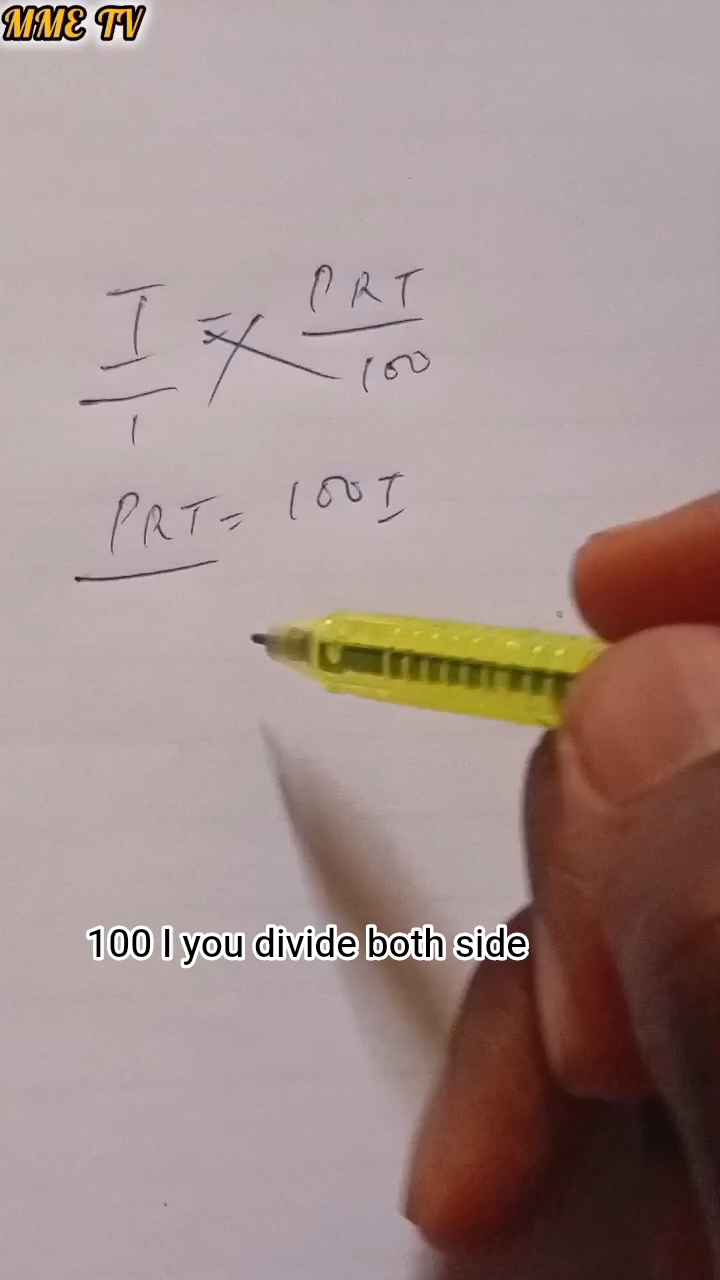 MME TV
I = PRT
1 100
PRT = 100I
100 I you divide both side